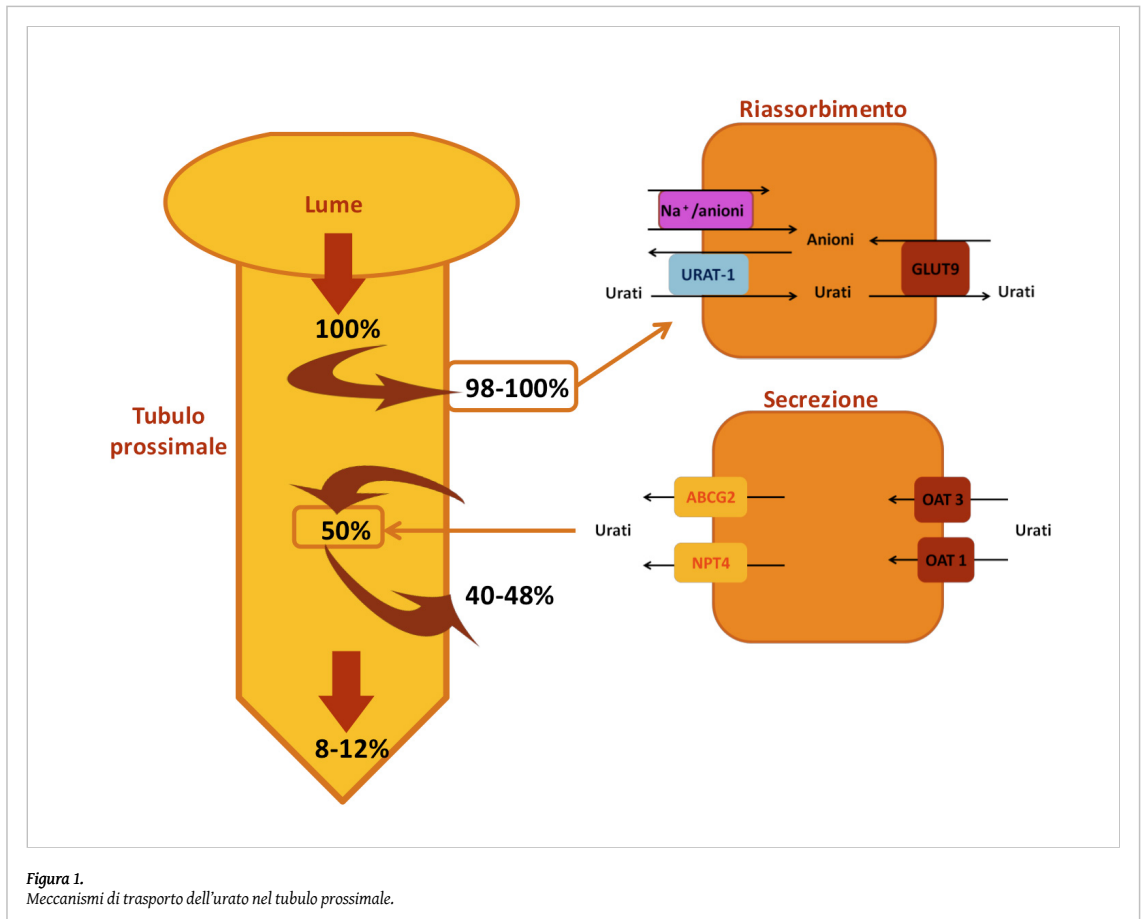 Riassorbimento
Lume
Na⁺/anioni
Anioni
URAT-1
GLUT9
Urati
Urati
Urati
100%
98-100%
Tubulo
prossimale
Secrezione
ABCG2
OAT 3
50%
Urati
Urati
NPT4
OAT 1
40-48%
8-12%
Figura 1.
Meccanismi di trasporto dell'urato nel tubulo prossimale.